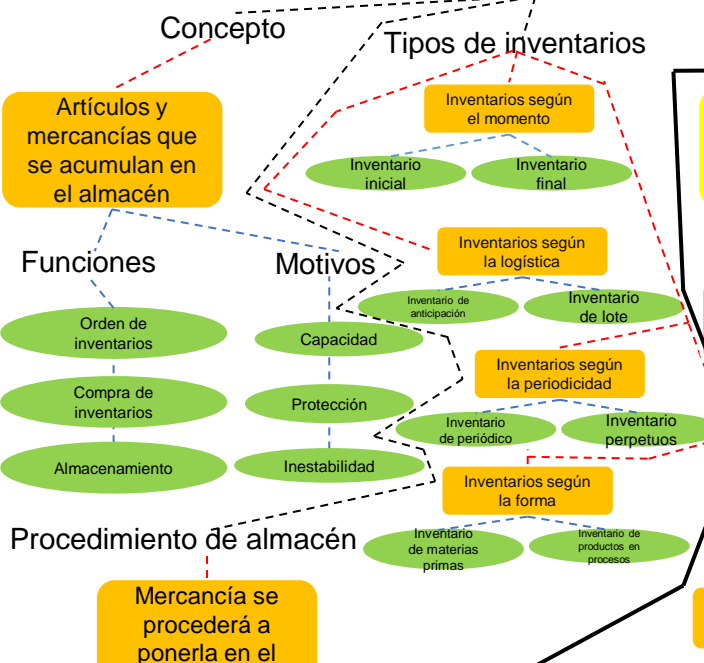 Concepto
Artículos y
mercancías que
se acumulan en
el almacén
Funciones
Orden de
inventarios
Compra de
inventarios
Almacenamiento
Motivos
Capacidad
Protección
Inestabilidad
Tipos de inventarios
Inventarios según
el momento
Inventario
inicial
Inventario
final
Inventarios según
la logística
Inventario de
anticipación
Inventario
de lote
Inventarios según
la periodicidad
Inventario
de periódico
Inventario
perpetuos
Inventarios según
la forma
Inventario
de materias
primas
Inventario de
productos en
procesos
Procedimiento de almacén
Mercancía se
procederá a
ponerla en el